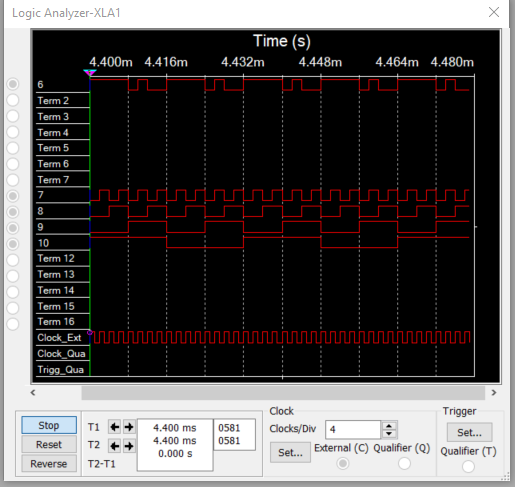 Logic Analyzer-XLA1
Time (s)
4.400m 4.416m 4.432m 4.448m 4.464m 4.480m
6
Term 2
Term 3
Term 4
Term 5
Term 6
Term 7
7
8
9
10
Term 12
Term 13
Term 14
Term 15
Term 16
Clock_Ext
Clock_Qua
Trigg_Qua
Stop
Reset
Reverse
T1 4.400 ms 0581
T2 4.400 ms 0581
T2-T1 0.000 s
Clock
Clocks/Div 4
Set... External (C) Qualifier (Q)
Trigger
Set...
Qualifier (T)